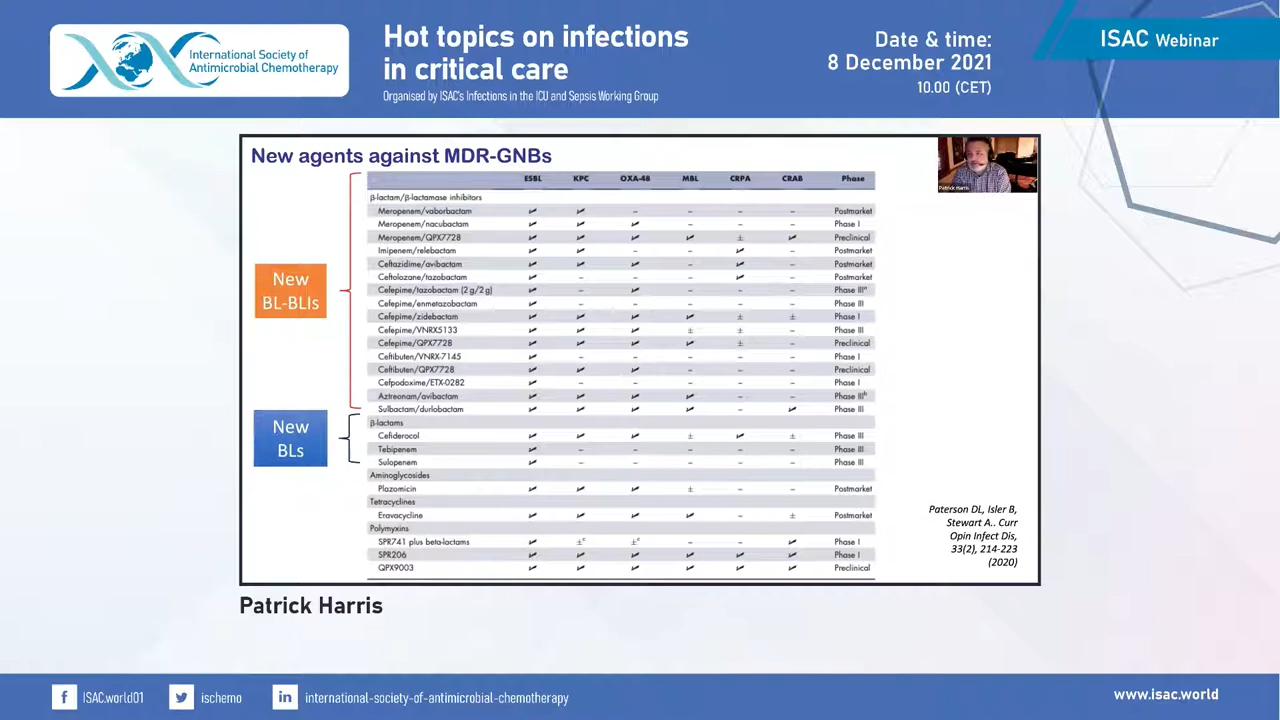 International Society of
Antimicrobial Chemotherapy
Hot topics on infections
in critical care
Organised by ISAC's Infections in the ICU and Sepsis Working Group
Date & time:
8 December 2021
10.00 (CET)
ISAC Webinar
New agents against MDR-GNBs
Patrick Harris
ESBL KPC OXA-48 MBL CRPA CRAB Phase
β-lactam/β-lactamase inhibitors
Meropenem/vaborbactam ✓ ✓ – – – – Postmarket
Meropenem/nacubactam ✓ ✓ ✓ – – – Phase I
Meropenem/QPX7728 ✓ ✓ ✓ ✓ ± ✓ Preclinical
Imipenem/relebactam ✓ ✓ – – ✓ – Postmarket
Ceftazidime/avibactam ✓ ✓ ✓ – ✓ – Postmarket
Ceftolozane/tazobactam ✓ – – – ✓ – Postmarket
Cefepime/tazobactam (2 g/2 g) ✓ – ✓ – – – Phase IIIᵃ
Cefepime/enmetazobactam ✓ – – – – – Phase III
Cefepime/zidebactam ✓ ✓ ✓ ✓ ± ± Phase I
Cefepime/VNRX5133 ✓ ✓ ✓ ± ± – Phase III
Cefepime/QPX7728 ✓ ✓ ✓ ✓ ± – Preclinical
Ceftibuten/VNRX-7145 ✓ – – – – – Phase I
Ceftibuten/QPX7728 ✓ ✓ ✓ – – – Preclinical
Cefpodoxime/ETX-0282 ✓ – – – – – Phase I
Aztreonam/avibactam ✓ ✓ ✓ ✓ – – Phase IIIᵇ
Sulbactam/durlobactam ✓ ✓ ✓ ✓ – ✓ Phase III
β-lactams
Cefiderocol ✓ ✓ ✓ ± ✓ ± Phase III
Tebipenem ✓ – – – – – Phase III
Sulopenem ✓ – – – – – Phase III
Aminoglycosides
Plazomicin ✓ ✓ ✓ ± – – Postmarket
Tetracyclines
Eravacycline ✓ ✓ ✓ ✓ – ± Postmarket
Polymyxins
SPR741 plus beta-lactams ✓ ±ᶜ ±ᶜ – – ✓ Phase I
SPR206 ✓ ✓ ✓ ✓ ✓ ✓ Phase I
QPX9003 ✓ ✓ ✓ ✓ ✓ ✓ Preclinical
New
BL-BLIs
New
BLs
Paterson DL, Isler B,
Stewart A.. Curr
Opin Infect Dis,
33(2), 214-223
(2020)
Patrick Harris
ISAC.world01
ischemo
international-society-of-antimicrobial-chemotherapy
www.isac.world